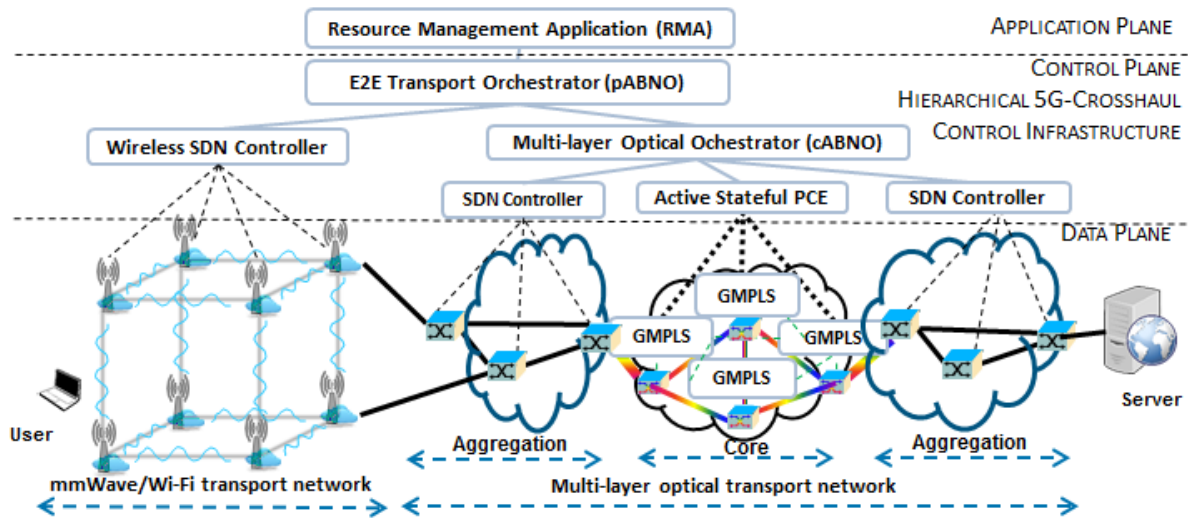 Resource Management Application (RMA)
APPLICATION PLANE
E2E Transport Orchestrator (pABNO)
CONTROL PLANE
HIERARCHICAL 5G-CROSSHAUL
CONTROL INFRASTRUCTURE
Wireless SDN Controller
Multi-layer Optical Ochestrator (cABNO)
SDN Controller
Active Stateful PCE
SDN Controller
DATA PLANE
GMPLS
GMPLS
GMPLS
GMPLS
User
Server
Aggregation
Core
Aggregation
mmWave/Wi-Fi transport network
Multi-layer optical transport network